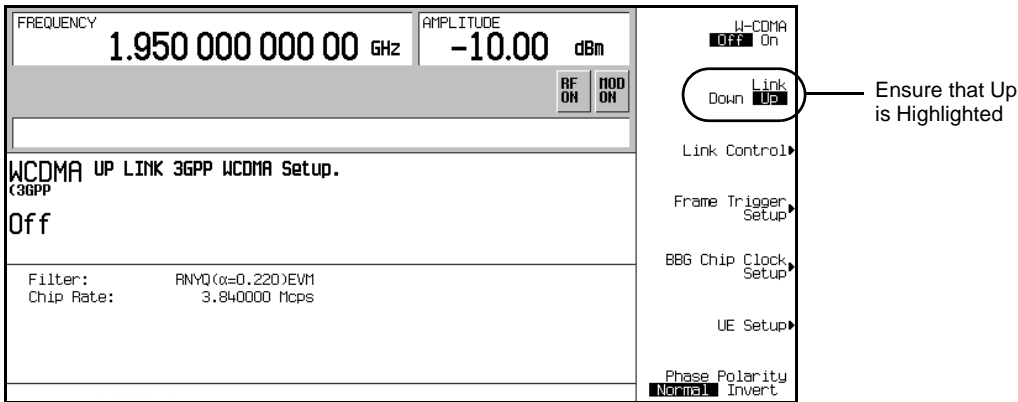 FREQUENCY
1.950 000 000 00 GHz
AMPLITUDE
-10.00 dBm
RF
ON
MOD
ON
WCDMA UP LINK 3GPP WCDMA Setup.
(3GPP
Off
Filter: RNYQ(α=0.220)EVM
Chip Rate: 3.840000 Mcps
W-CDMA
Off On
Link
Down Up
Link Control
Frame Trigger
Setup
BBG Chip Clock
Setup
UE Setup
Phase Polarity
Normal Invert
Ensure that Up
is Highlighted